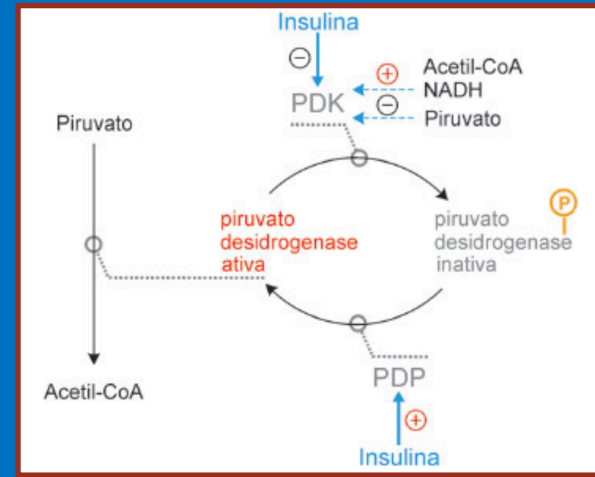 Insulina
⊖
⊕
Acetil-CoA
NADH
PDK
⊖
Piruvato
Piruvato
P
piruvato
desidrogenase
ativa
piruvato
desidrogenase
inativa
Acetil-CoA
PDP
⊕
Insulina